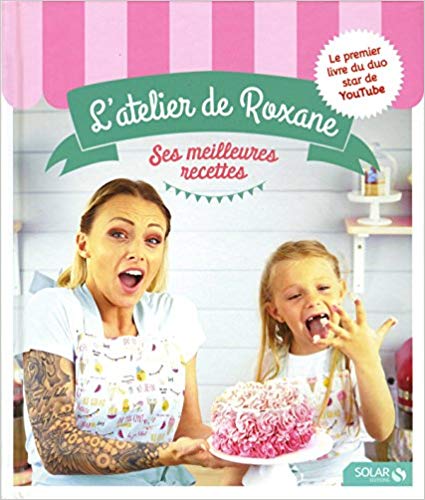 Le premier
livre du duo
star de
YouTube
L'atelier de Roxane
Ses meilleures
recettes
SOLAR
ÉDITIONS